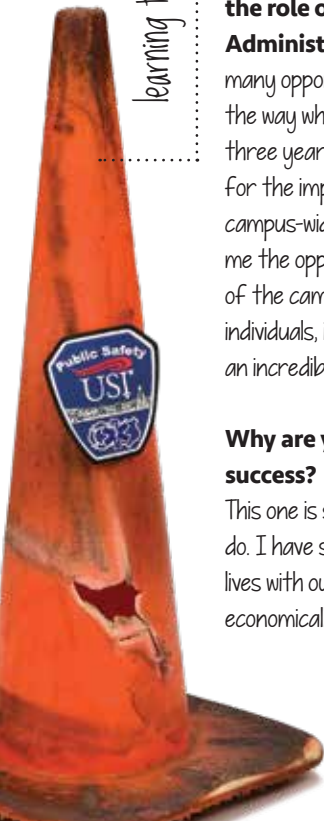 learning
the role o
Administ
many oppo
the way wh
three year
for the imp
campus-wid
me the opp
of the cam
individuals, i
an incredib
Why are y
success?
This one is s
do. I have s
lives with ou
economical
Public Safety
USI